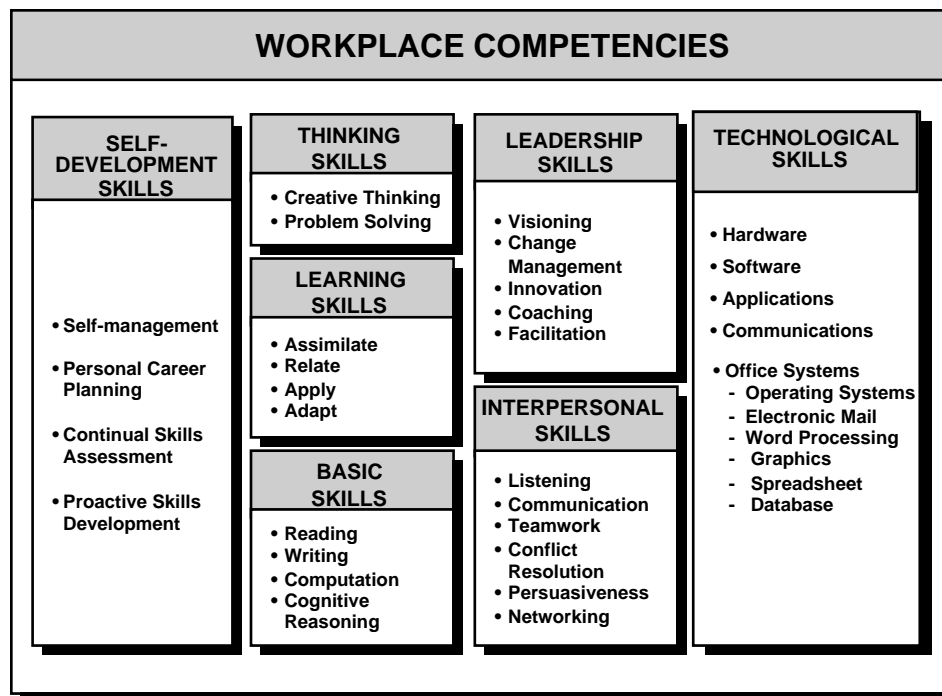 WORKPLACE COMPETENCIES
SELF-
DEVELOPMENT
SKILLS
• Self-management
• Personal Career
Planning
• Continual Skills
Assessment
• Proactive Skills
Development
THINKING
SKILLS
• Creative Thinking
• Problem Solving
LEARNING
SKILLS
• Assimilate
• Relate
• Apply
• Adapt
BASIC
SKILLS
• Reading
• Writing
• Computation
• Cognitive
Reasoning
LEADERSHIP
SKILLS
• Visioning
• Change
Management
• Innovation
• Coaching
• Facilitation
INTERPERSONAL
SKILLS
• Listening
• Communication
• Teamwork
• Conflict
Resolution
• Persuasiveness
• Networking
TECHNOLOGICAL
SKILLS
• Hardware
• Software
• Applications
• Communications
• Office Systems
- Operating Systems
- Electronic Mail
- Word Processing
- Graphics
- Spreadsheet
- Database